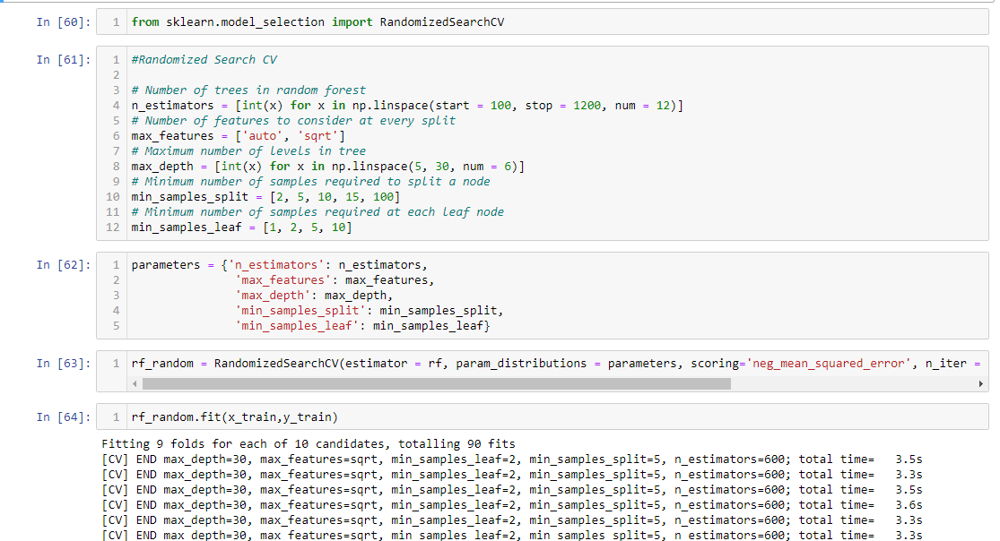 In [60]: 1 from sklearn.model_selection import RandomizedSearchCV
In [61]: 1 #Randomized Search CV
2
3 # Number of trees in random forest
4 n_estimators = [int(x) for x in np.linspace(start = 100, stop = 1200, num = 12)]
5 # Number of features to consider at every split
6 max_features = ['auto', 'sqrt']
7 # Maximum number of levels in tree
8 max_depth = [int(x) for x in np.linspace(5, 30, num = 6)]
9 # Minimum number of samples required to split a node
10 min_samples_split = [2, 5, 10, 15, 100]
11 # Minimum number of samples required at each leaf node
12 min_samples_leaf = [1, 2, 5, 10]
In [62]: 1 parameters = {'n_estimators': n_estimators,
2 'max_features': max_features,
3 'max_depth': max_depth,
4 'min_samples_split': min_samples_split,
5 'min_samples_leaf': min_samples_leaf}
In [63]: 1 rf_random = RandomizedSearchCV(estimator = rf, param_distributions = parameters, scoring='neg_mean_squared_error', n_iter =
In [64]: 1 rf_random.fit(x_train,y_train)
Fitting 9 folds for each of 10 candidates, totalling 90 fits
[CV] END max_depth=30, max_features=sqrt, min_samples_leaf=2, min_samples_split=5, n_estimators=600; total time= 3.5s
[CV] END max_depth=30, max_features=sqrt, min_samples_leaf=2, min_samples_split=5, n_estimators=600; total time= 3.3s
[CV] END max_depth=30, max_features=sqrt, min_samples_leaf=2, min_samples_split=5, n_estimators=600; total time= 3.5s
[CV] END max_depth=30, max_features=sqrt, min_samples_leaf=2, min_samples_split=5, n_estimators=600; total time= 3.6s
[CV] END max_depth=30, max_features=sqrt, min_samples_leaf=2, min_samples_split=5, n_estimators=600; total time= 3.3s
[CV] END max_depth=30, max_features=sqrt, min_samples_leaf=2, min_samples_split=5, n_estimators=600; total time= 3.3s